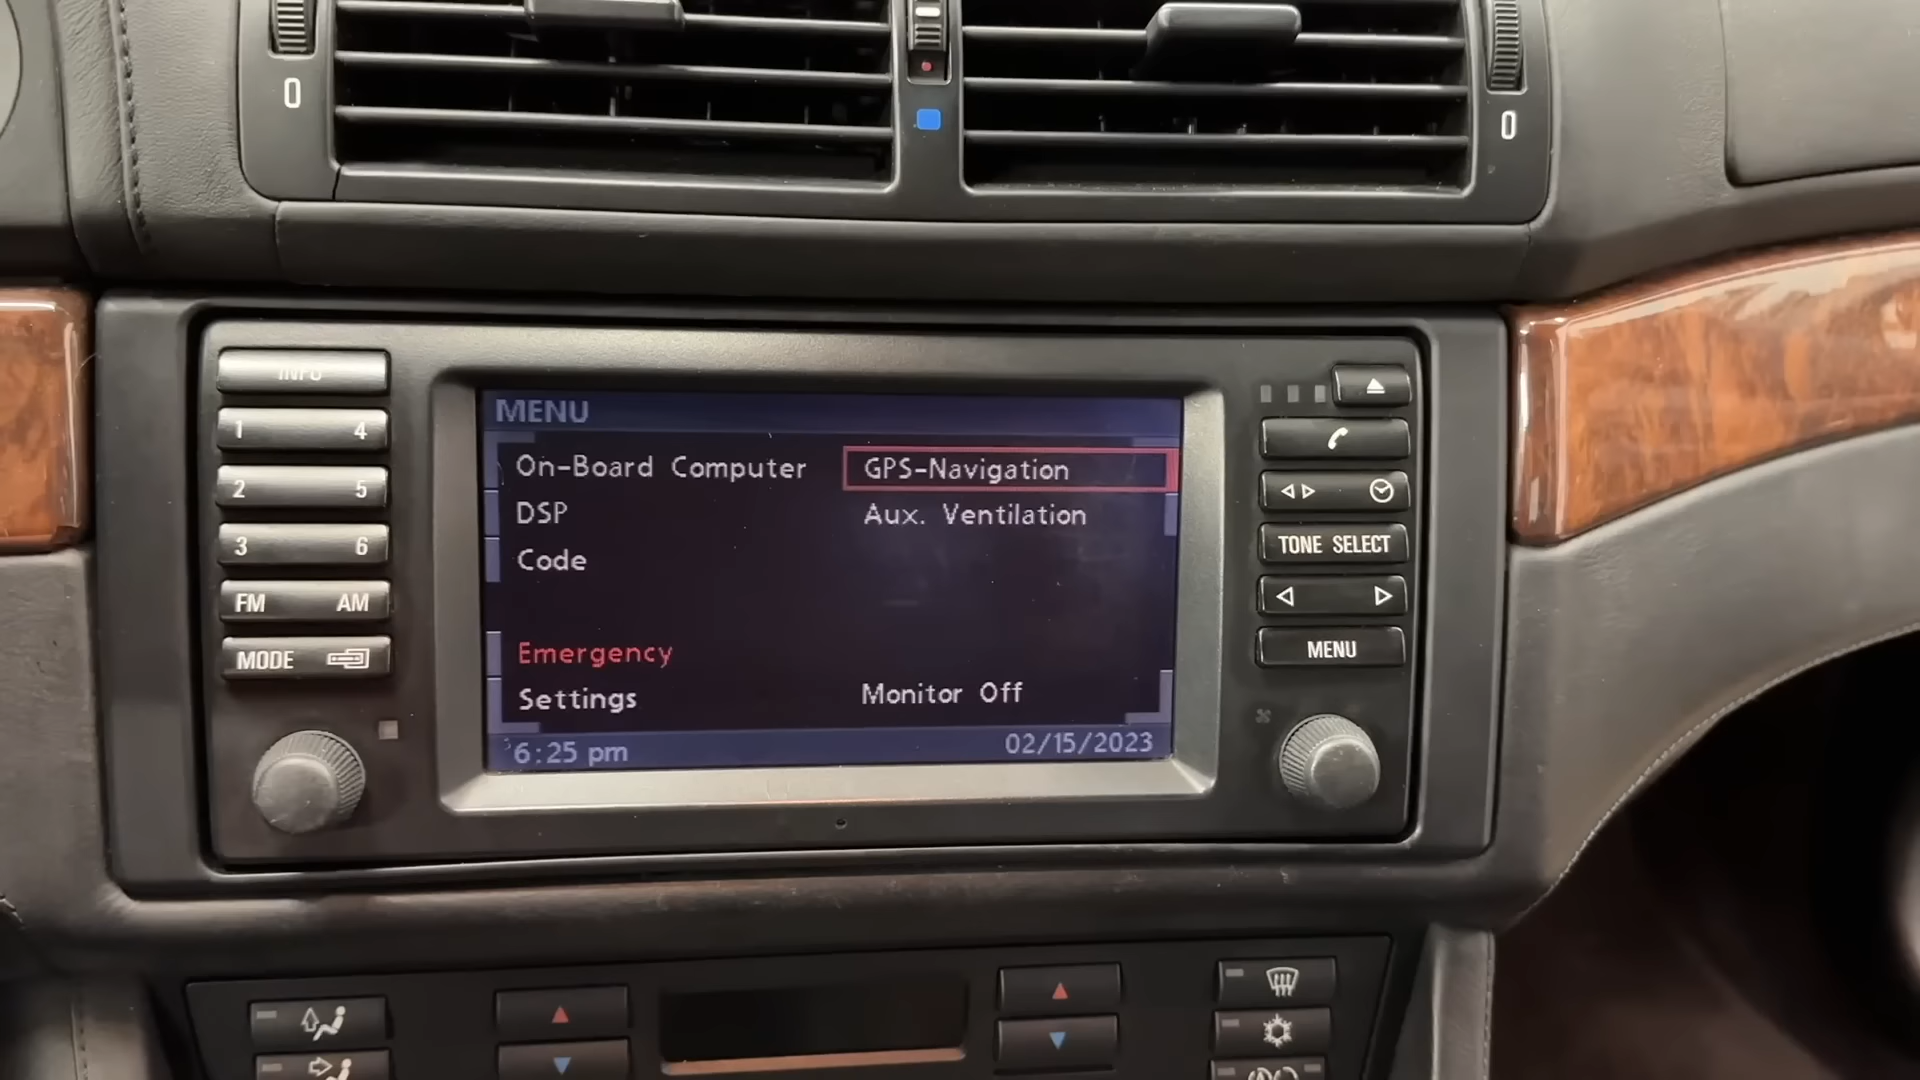 0
0
INFO
1 4
2 5
3 6
FM AM
MODE
MENU
On-Board Computer GPS-Navigation
DSP Aux. Ventilation
Code
Emergency
Settings Monitor Off
6:25 pm 02/15/2023
TONE SELECT
MENU